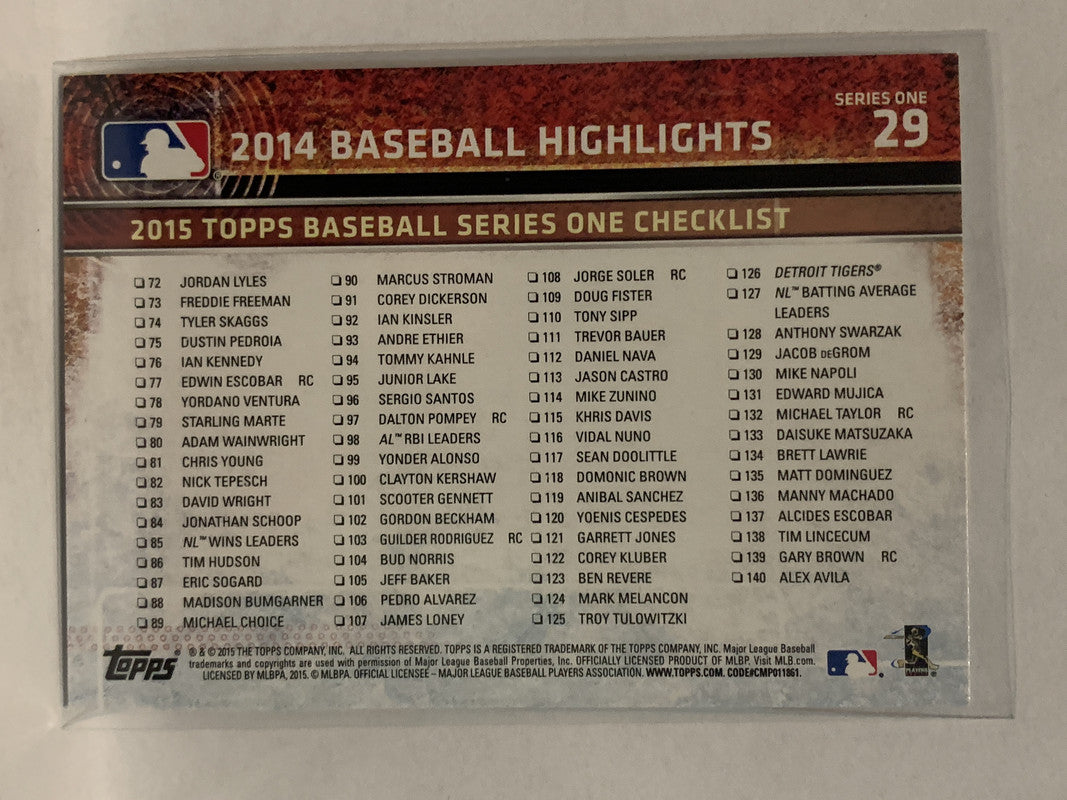 SERIES ONE
29
2014 BASEBALL HIGHLIGHTS
2015 TOPPS BASEBALL SERIES ONE CHECKLIST
72 JORDAN LYLES
73 FREDDIE FREEMAN
74 TYLER SKAGGS
75 DUSTIN PEDROIA
76 IAN KENNEDY
77 EDWIN ESCOBAR RC
78 YORDANO VENTURA
79 STARLING MARTE
80 ADAM WAINWRIGHT
81 CHRIS YOUNG
82 NICK TEPESCH
83 DAVID WRIGHT
84 JONATHAN SCHOOP
85 NL™ WINS LEADERS
86 TIM HUDSON
87 ERIC SOGARD
88 MADISON BUMGARNER
89 MICHAEL CHOICE
90 MARCUS STROMAN
91 COREY DICKERSON
92 IAN KINSLER
93 ANDRE ETHIER
94 TOMMY KAHNLE
95 JUNIOR LAKE
96 SERGIO SANTOS
97 DALTON POMPEY RC
98 AL™ RBI LEADERS
99 YONDER ALONSO
100 CLAYTON KERSHAW
101 SCOOTER GENNETT
102 GORDON BECKHAM
103 GUILDER RODRIGUEZ RC
104 BUD NORRIS
105 JEFF BAKER
106 PEDRO ALVAREZ
107 JAMES LONEY
108 JORGE SOLER RC
109 DOUG FISTER
110 TONY SIPP
111 TREVOR BAUER
112 DANIEL NAVA
113 JASON CASTRO
114 MIKE ZUNINO
115 KHRIS DAVIS
116 VIDAL NUNO
117 SEAN DOOLITTLE
118 DOMONIC BROWN
119 ANIBAL SANCHEZ
120 YOENIS CESPEDES
121 GARRETT JONES
122 COREY KLUBER
123 BEN REVERE
124 MARK MELANCON
125 TROY TULOWITZKI
126 DETROIT TIGERS®
127 NL™ BATTING AVERAGE
LEADERS
128 ANTHONY SWARZAK
129 JACOB DEGROM
130 MIKE NAPOLI
131 EDWARD MUJICA
132 MICHAEL TAYLOR RC
133 DAISUKE MATSUZAKA
134 BRETT LAWRIE
135 MATT DOMINGUEZ
136 MANNY MACHADO
137 ALCIDES ESCOBAR
138 TIM LINCECUM
139 GARY BROWN RC
140 ALEX AVILA
TOPPS®
® & © 2015 THE TOPPS COMPANY, INC. ALL RIGHTS RESERVED. TOPPS IS A REGISTERED TRADEMARK OF THE TOPPS COMPANY, INC. Major League Baseball
trademarks and copyrights are used with permission of Major League Baseball Properties, Inc. OFFICIALLY LICENSED PRODUCT OF MLBP. Visit MLB.com.
LICENSED BY MLBPA, 2015. © MLBPA. OFFICIAL LICENSEE – MAJOR LEAGUE BASEBALL PLAYERS ASSOCIATION. WWW.TOPPS.COM. CODE#CMP011861.
PLAYERS